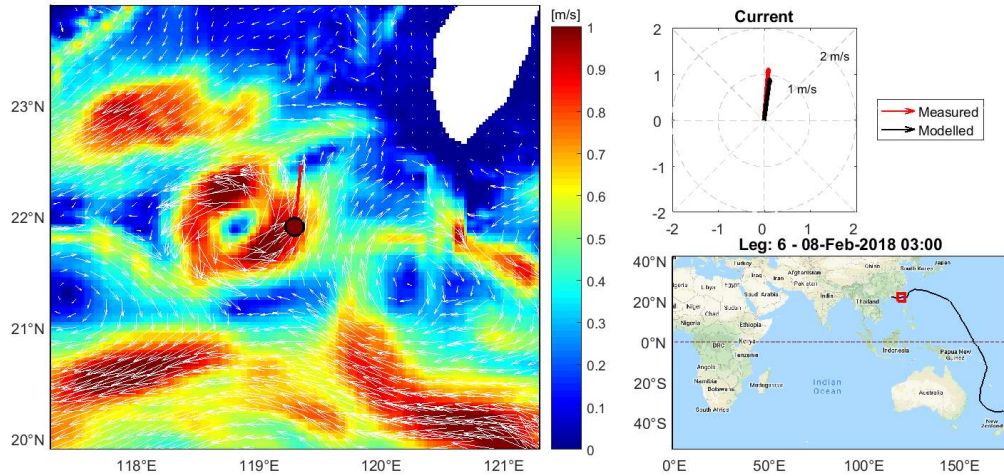 [m/s]
1
0.9
0.8
0.7
0.6
0.5
0.4
0.3
0.2
0.1
0
23°N
22°N
21°N
20°N
118°E
119°E
120°E
121°E
Current
2
1
0
-1
-2
-2
-1
0
1
2
2 m/s
1 m/s
Measured
Modelled
Leg: 6 - 08-Feb-2018 03:00
40°N
20°N
0°N
20°S
40°S
0°E
50°E
100°E
150°E
Turkey
Iraq
Iran
Afghanistan
Pakistan
China
South Korea
Japan
Libya
Egypt
Saudi Arabia
India
Thailand
Niger
Sudan
Chad
Nigeria
Ethiopia
DRC
Kenya
Tanzania
Angola
Namibia
Botswana
Madagascar
South Africa
Indonesia
Papua New
Guinea
Indian
Ocean
Australia
New
Zealand